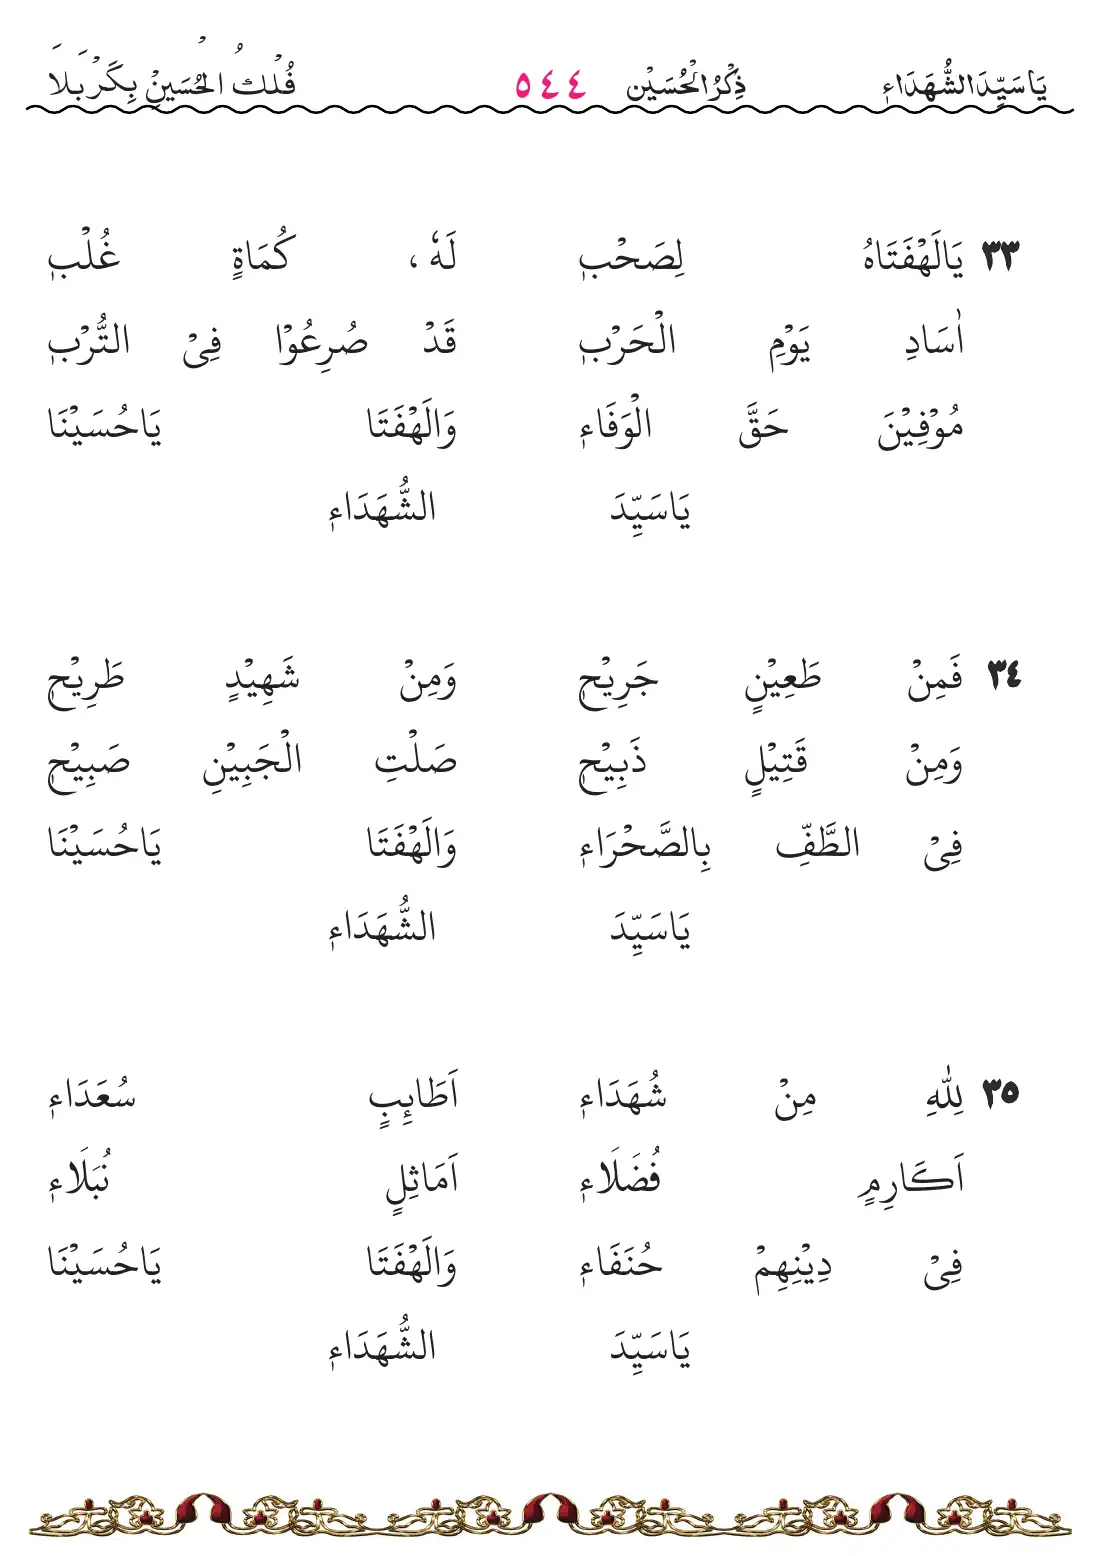 يَاسَيِّدَالشُّهَدَاءِ ذِكْرُالْحُسَيْن ٥٤٤ فُلْكُ الْحُسَيْنِ بِكَرْبَلَا
٣٣ يَالَهْفَتَاهُ لِصَحْبٍ لَهٗ، كُمَاةٍ غُلْبٍ
اٰسَادِ يَوْمِ الْحَرْبِ قَدْ صُرِعُوْا فِيْ التُّرْبِ
مُوْفِيْنَ حَقَّ الْوَفَاءِ وَالَهْفَتَا يَاحُسَيْنَا
يَاسَيِّدَ الشُّهَدَاءِ
٣٤ فَمِنْ طَعِيْنٍ جَرِيْحٍ وَمِنْ شَهِيْدٍ طَرِيْحٍ
وَمِنْ قَتِيْلٍ ذَبِيْحٍ صَلْتِ الْجَبِيْنِ صَبِيْحٍ
فِيْ الطَّفِّ بِالصَّحْرَاءِ وَالَهْفَتَا يَاحُسَيْنَا
يَاسَيِّدَ الشُّهَدَاءِ
٣٥ لِلّٰهِ مِنْ شُهَدَاءِ اَطَائِبٍ سُعَدَاءِ
اَكَارِمٍ فُضَلَاءِ اَمَاثِلٍ نُبَلَاءِ
فِيْ دِيْنِهِمْ حُنَفَاءِ وَالَهْفَتَا يَاحُسَيْنَا
يَاسَيِّدَ الشُّهَدَاءِ